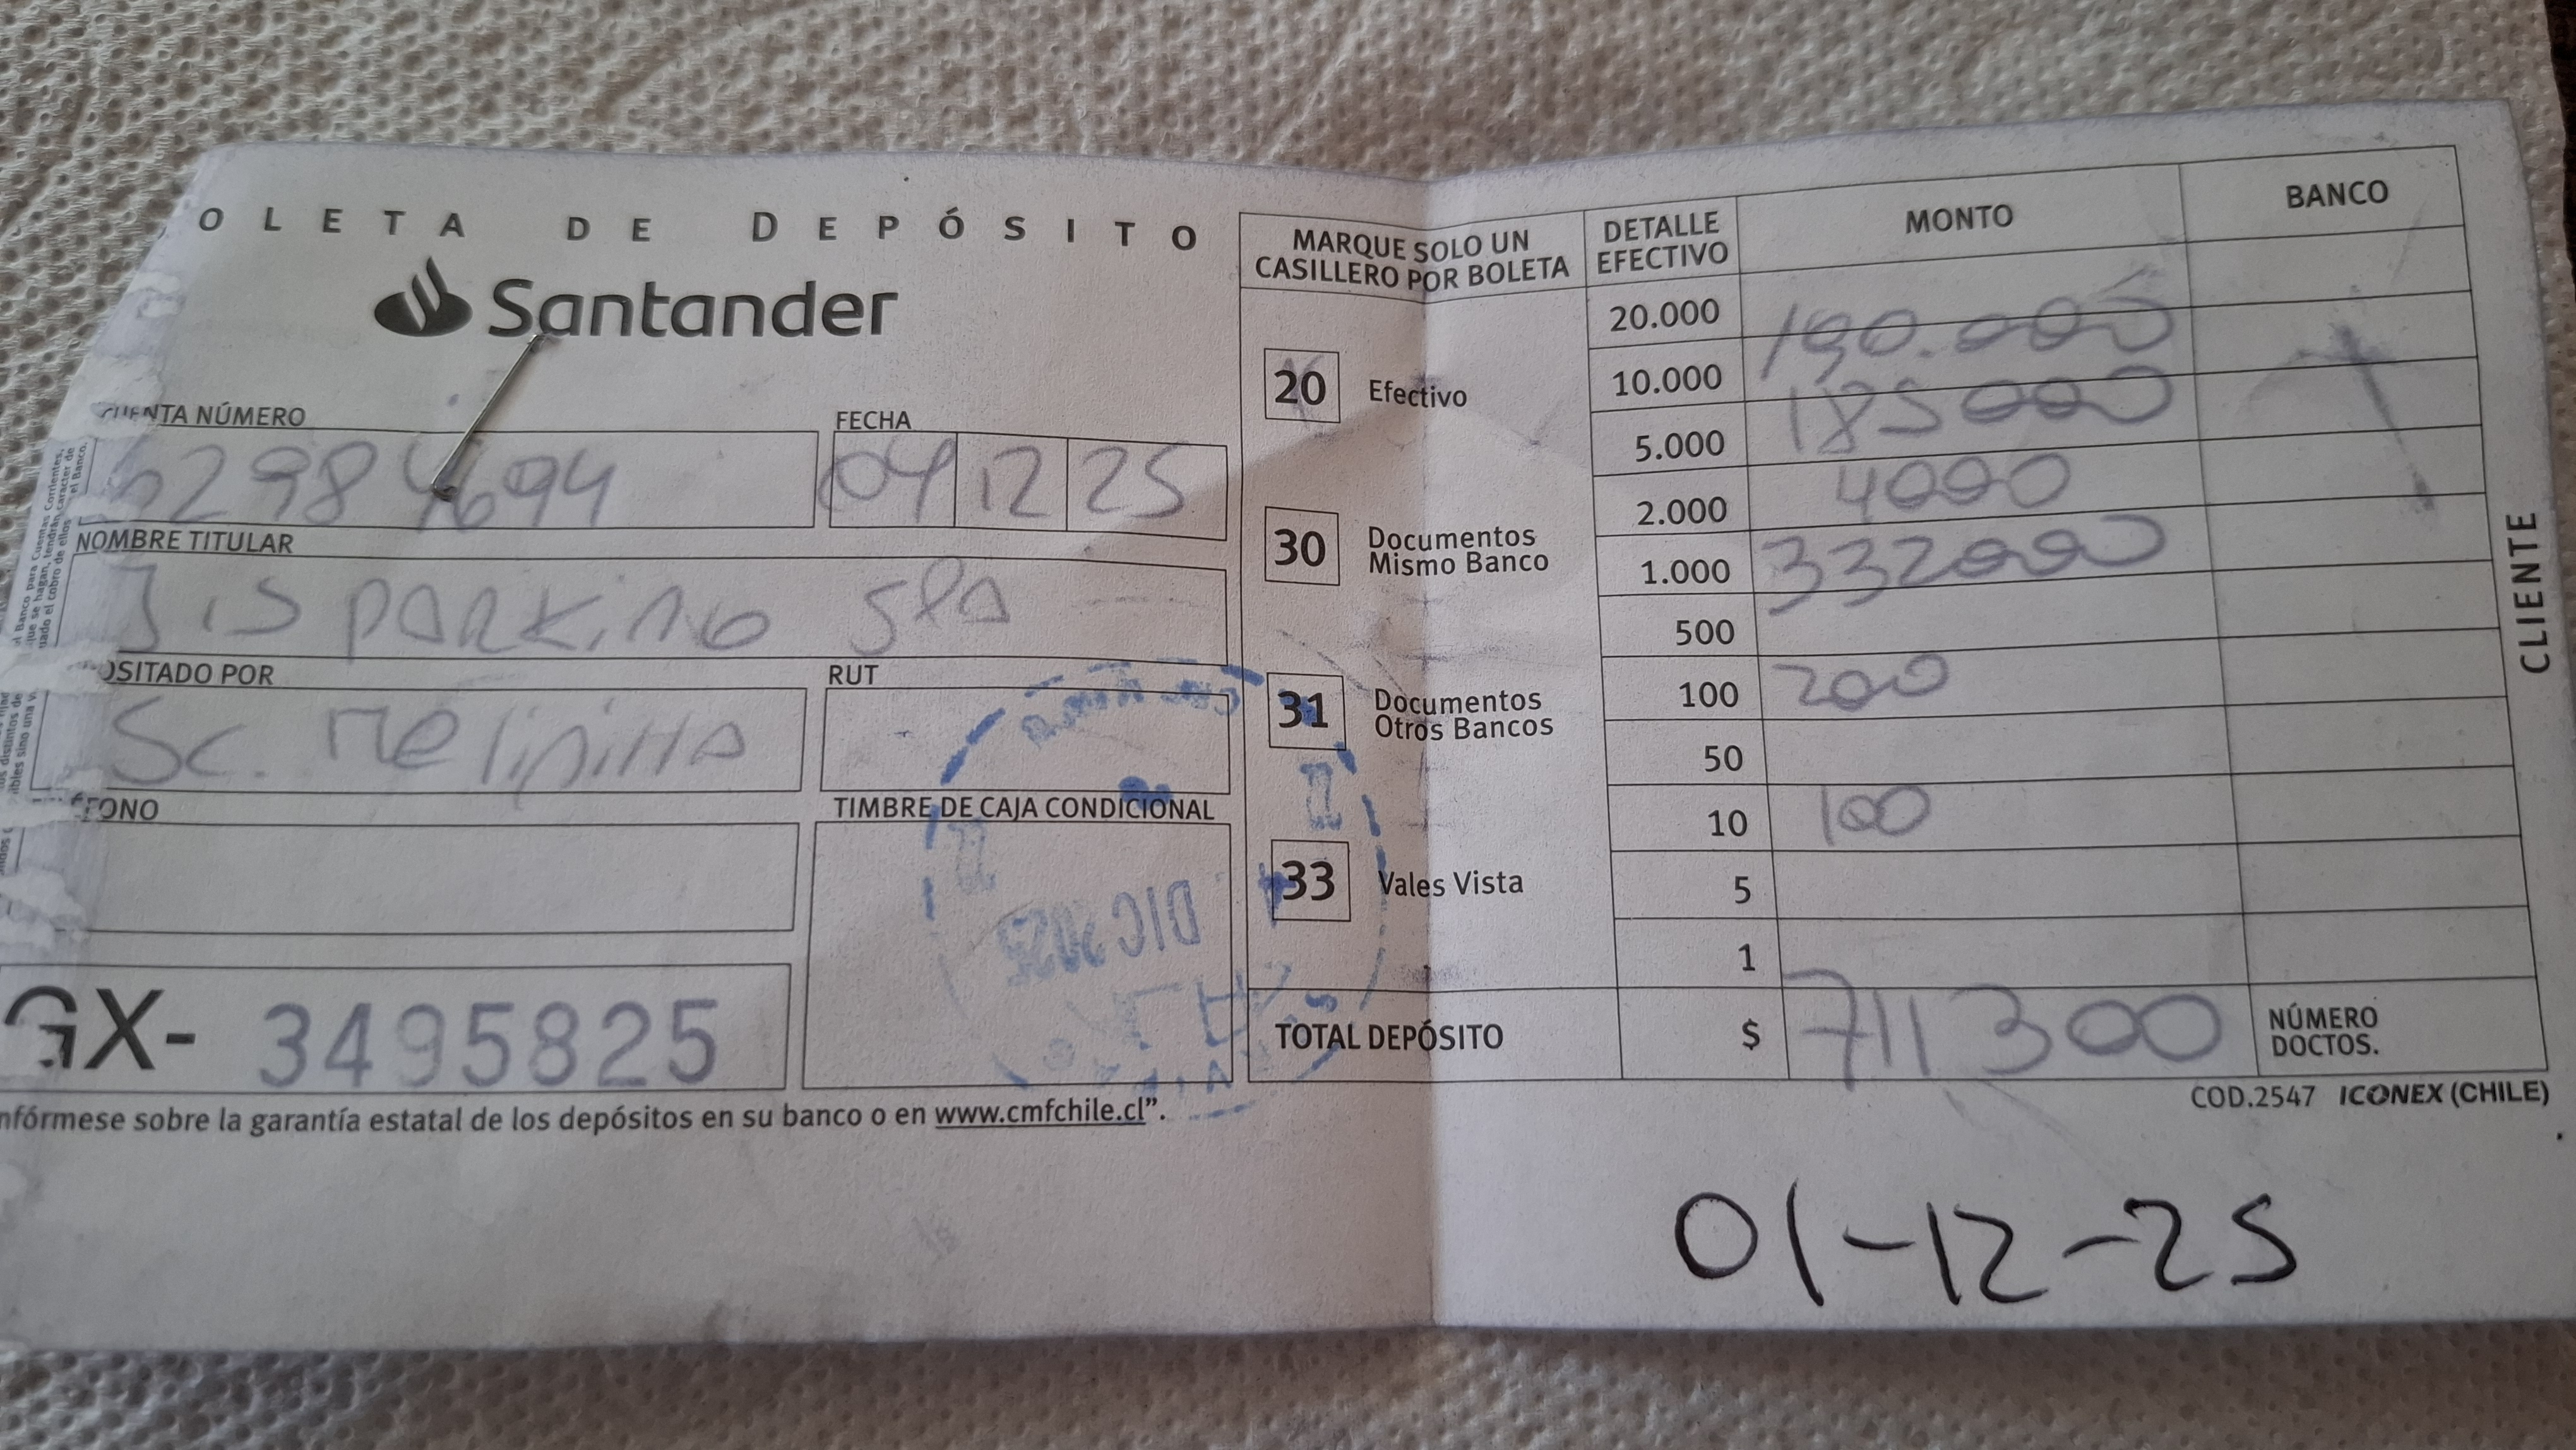 OLETA DE DEPÓSITO
Santander
CUENTA NÚMERO
62984694
FECHA
04 12 25
NOMBRE TITULAR
JIS PARKING SPA
OSITADO POR
Sc. Melipilla
RUT
FONO
TIMBRE DE CAJA CONDICIONAL
DIC 2025
GX- 3495825
nfórmese sobre la garantía estatal de los depósitos en su banco o en www.cmfchile.cl".
MARQUE SOLO UN
CASILLERO POR BOLETA
20 Efectivo
30 Documentos
Mismo Banco
31 Documentos
Otros Bancos
33 Vales Vista
DETALLE
EFECTIVO
MONTO
BANCO
20.000
10.000 190.000
5.000 185000
2.000 4000
1.000 332000
500
100 200
50
10 100
5
1
TOTAL DEPÓSITO $ 711300
NÚMERO
DOCTOS.
CLIENTE
COD.2547 ICONEX (CHILE)
01-12-25